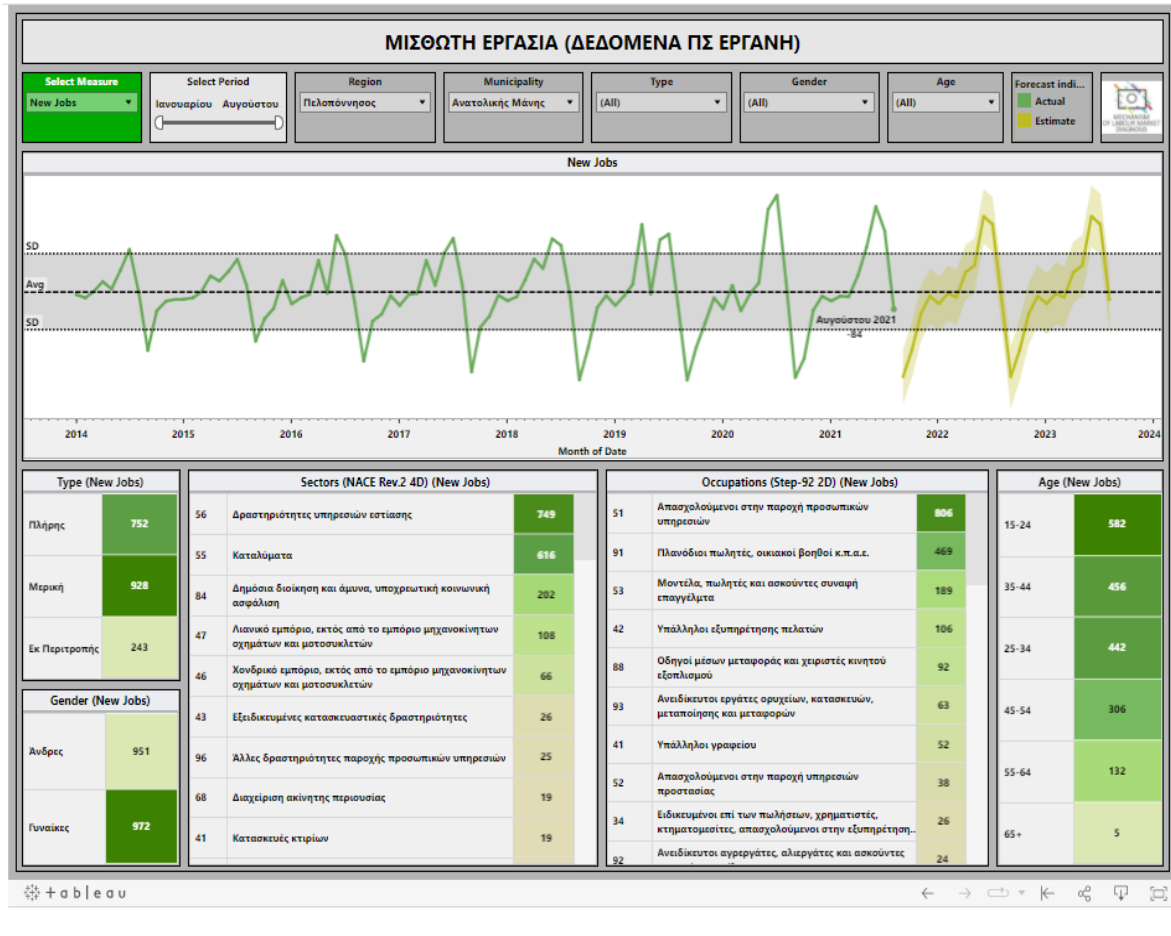 ΜΙΣΘΩΤΗ ΕΡΓΑΣΙΑ (ΔΕΔΟΜΕΝΑ ΠΣ ΕΡΓΑΝΗ)
Select Measure
New Jobs
Select Period
Ιανουαρίου Αυγούστου
Region
Πελοπόννησος
Municipality
Ανατολικής Μάνης
Type
(All)
Gender
(All)
Age
(All)
Forecast indi...
Actual
Estimate
MECHANISM
OF LABOUR MARKET
DIAGNOSIS
New Jobs
SD
Avg
SD
Αυγούστου 2021
-84
2014 2015 2016 2017 2018 2019 2020 2021 2022 2023 2024
Month of Date
Type (New Jobs)
Πλήρης 752
Μερική 928
Εκ Περιτροπής 243
Gender (New Jobs)
Άνδρες 951
Γυναίκες 972
Sectors (NACE Rev.2 4D) (New Jobs)
56 Δραστηριότητες υπηρεσιών εστίασης 749
55 Καταλύματα 616
84 Δημόσια διοίκηση και άμυνα, υποχρεωτική κοινωνική
ασφάλιση 202
47 Λιανικό εμπόριο, εκτός από το εμπόριο μηχανοκίνητων
οχημάτων και μοτοσυκλετών 108
46 Χονδρικό εμπόριο, εκτός από το εμπόριο μηχανοκίνητων
οχημάτων και μοτοσυκλετών 66
43 Εξειδικευμένες κατασκευαστικές δραστηριότητες 26
96 Άλλες δραστηριότητες παροχής προσωπικών υπηρεσιών 25
68 Διαχείριση ακίνητης περιουσίας 19
41 Κατασκευές κτιρίων 19
Occupations (Step-92 2D) (New Jobs)
51 Απασχολούμενοι στην παροχή προσωπικών
υπηρεσιών 806
91 Πλανόδιοι πωλητές, οικιακοί βοηθοί κ.π.α.ε. 469
53 Μοντέλα, πωλητές και ασκούντες συναφή
επαγγέλμτα 189
42 Υπάλληλοι εξυπηρέτησης πελατών 106
88 Οδηγοί μέσων μεταφοράς και χειριστές κινητού
εξοπλισμού 92
93 Ανειδίκευτοι εργάτες ορυχείων, κατασκευών,
μεταποίησης και μεταφορών 63
41 Υπάλληλοι γραφείου 52
52 Απασχολούμενοι στην παροχή υπηρεσιών
προστασίας 38
34 Ειδικευμένοι επί των πωλήσεων, χρηματιστές,
κτηματομεσίτες, απασχολούμενοι στην εξυπηρέτηση.. 26
92 Ανειδίκευτοι αγρεργάτες, αλιεργάτες και ασκούντες
24
Age (New Jobs)
15-24 582
35-44 456
25-34 442
45-54 306
55-64 132
65+ 5
+ a b | e a u